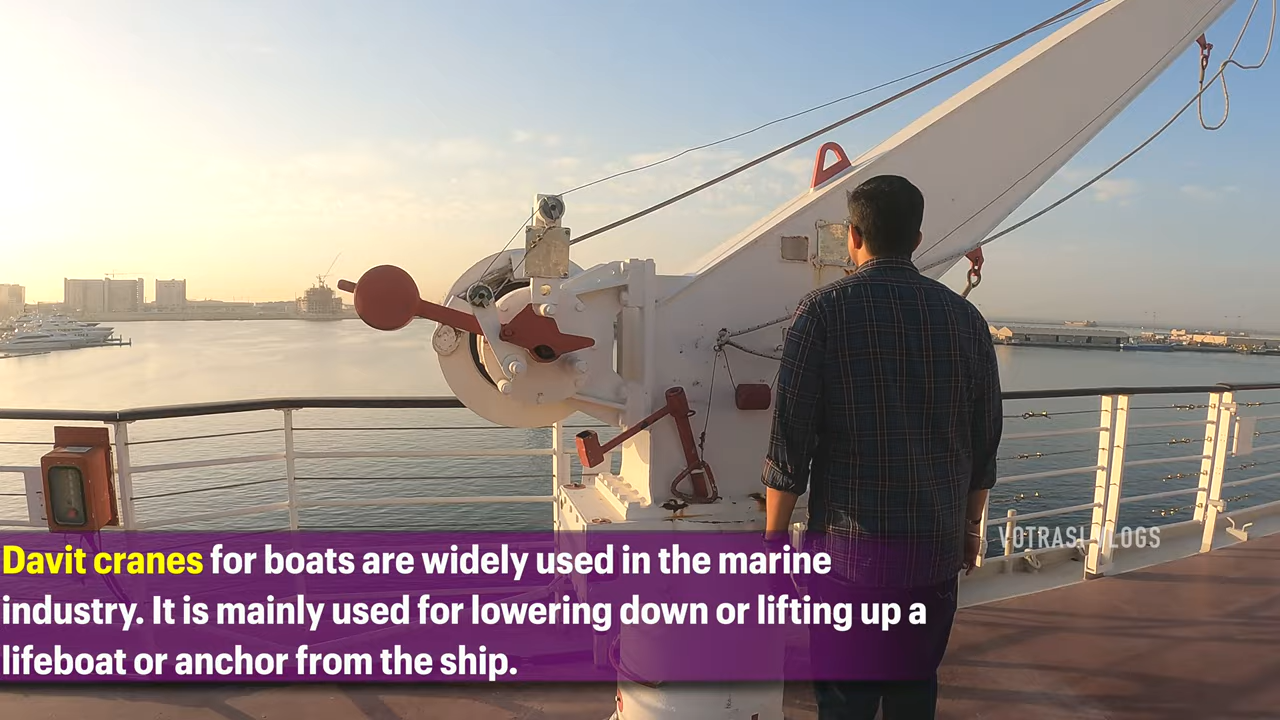 VOTRASI VLOGS
Davit cranes for boats are widely used in the marine
industry. It is mainly used for lowering down or lifting up a
lifeboat or anchor from the ship.